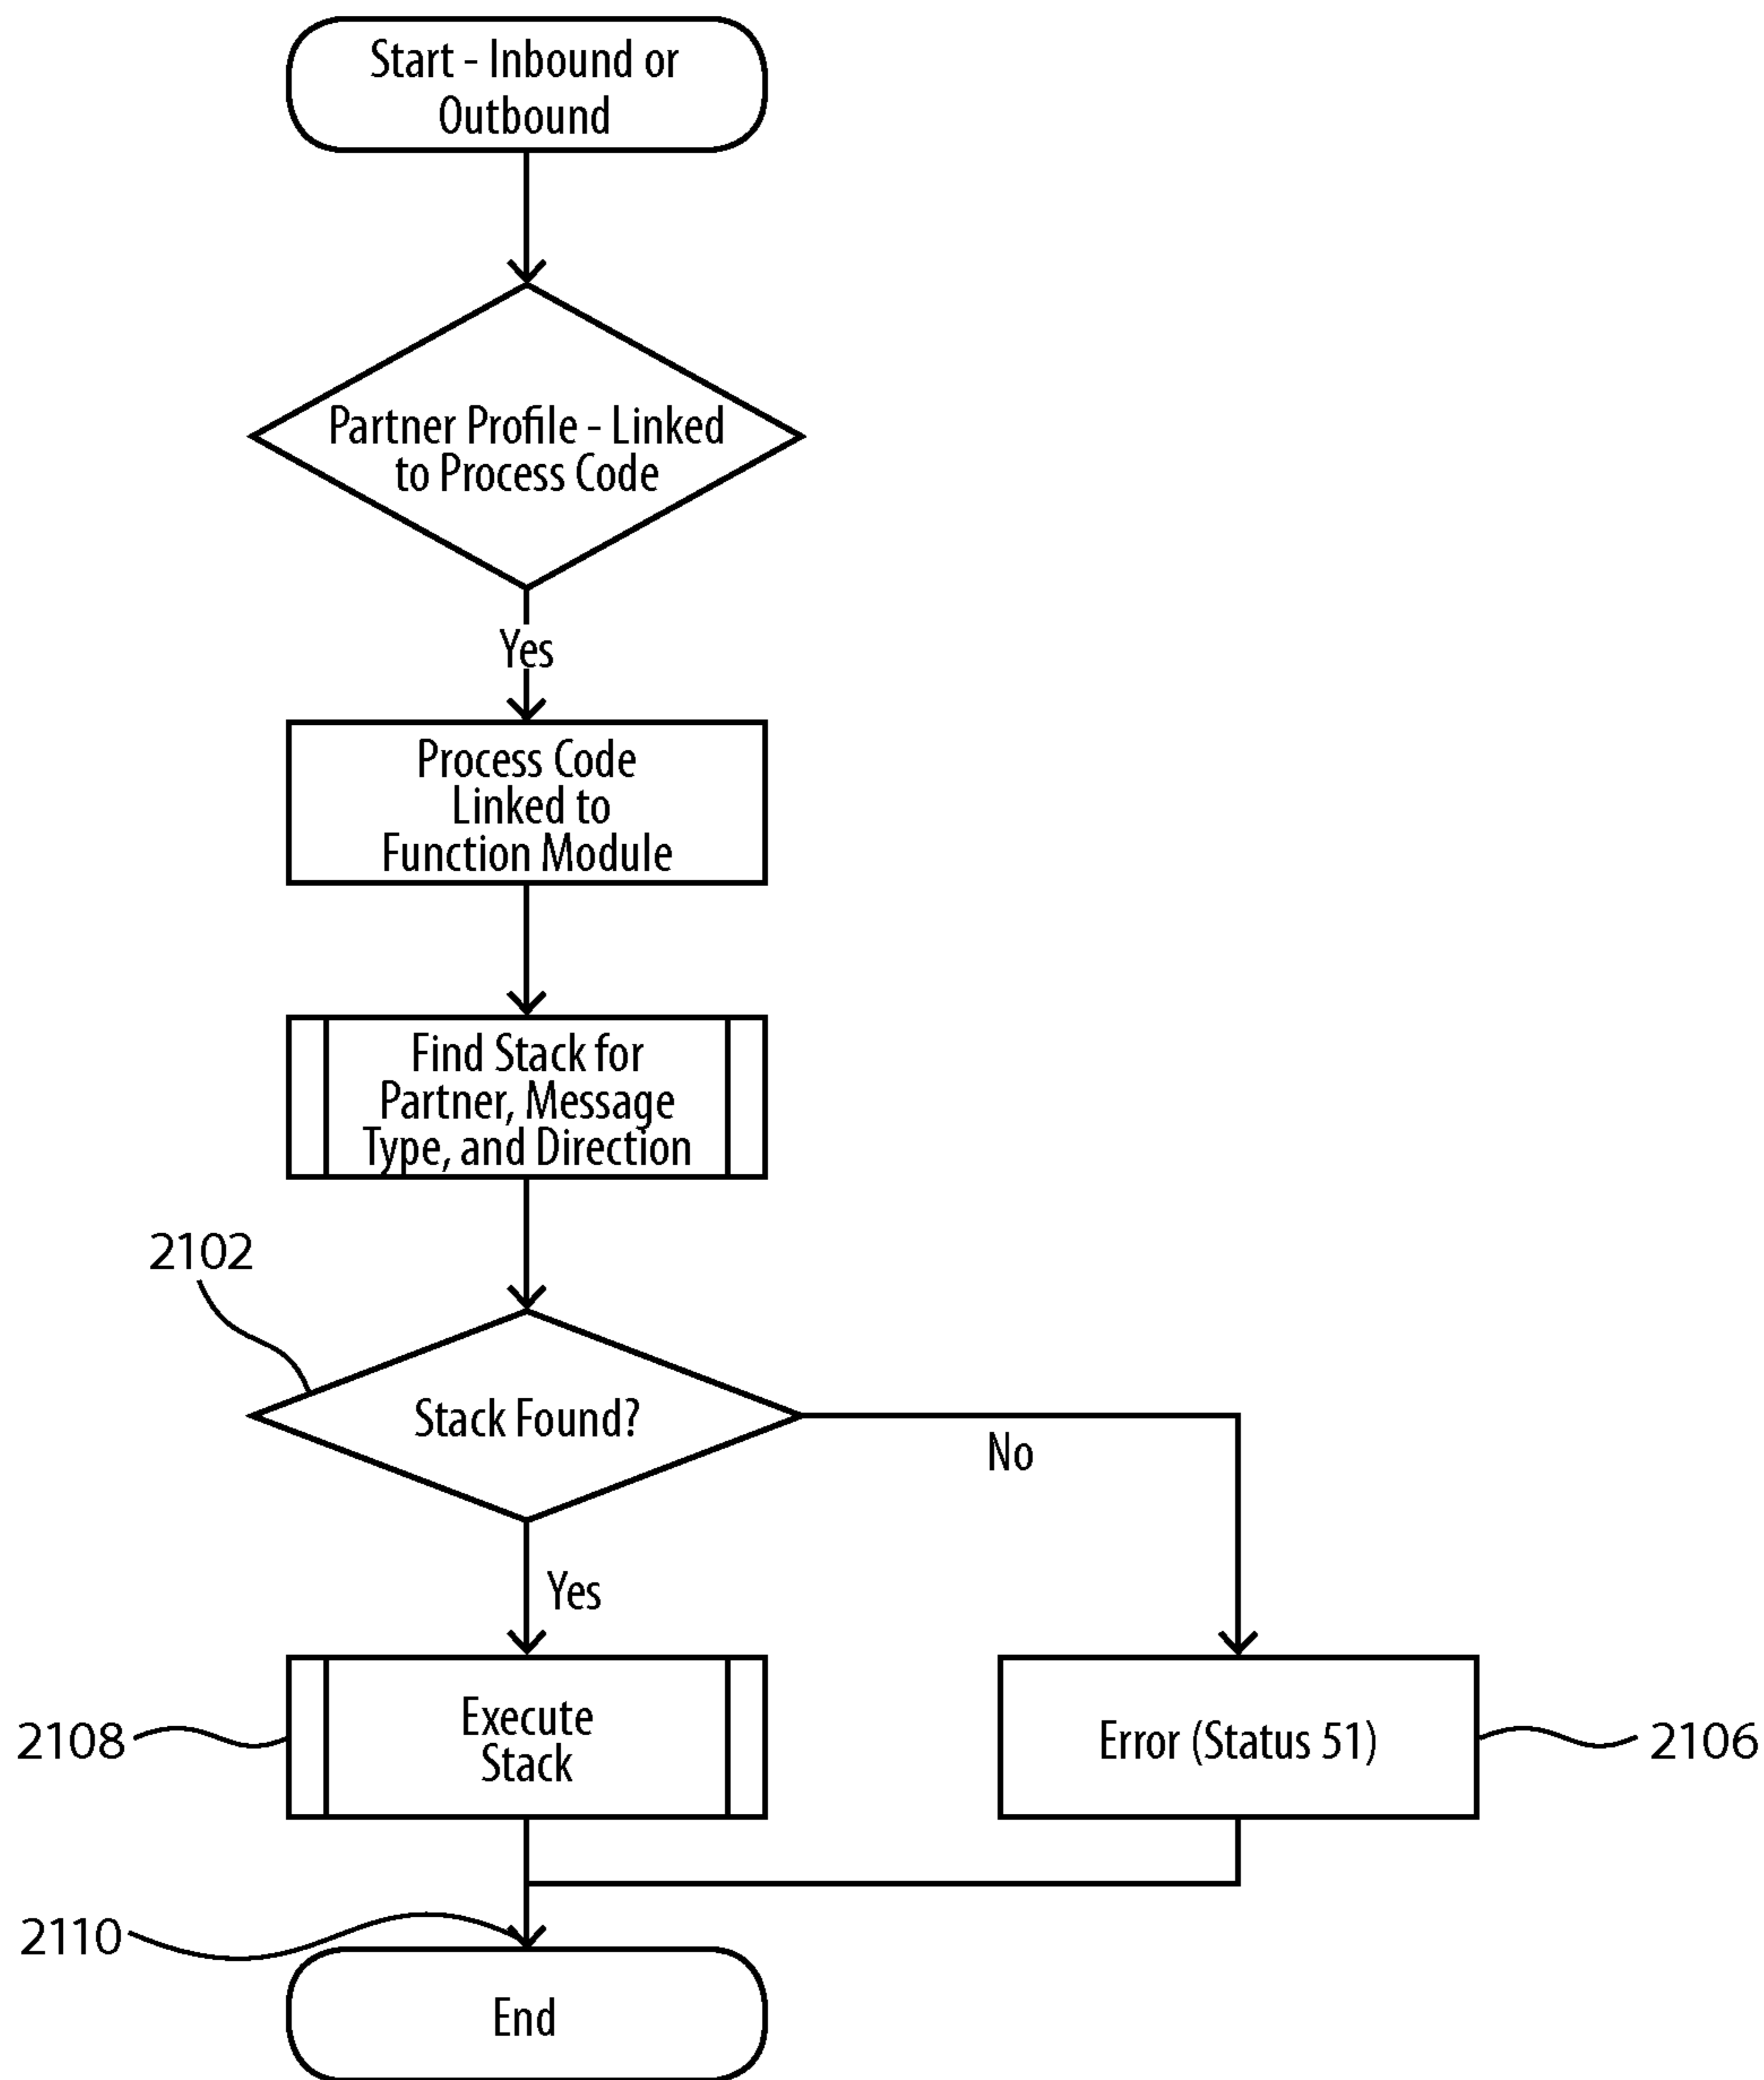 Start - Inbound or
Outbound
Partner Profile - Linked
to Process Code
Yes
Process Code
Linked to
Function Module
Find Stack for
Partner, Message
Type, and Direction
2102
Stack Found?
No
Yes
2108
Execute
Stack
Error (Status 51)
2106
2110
End